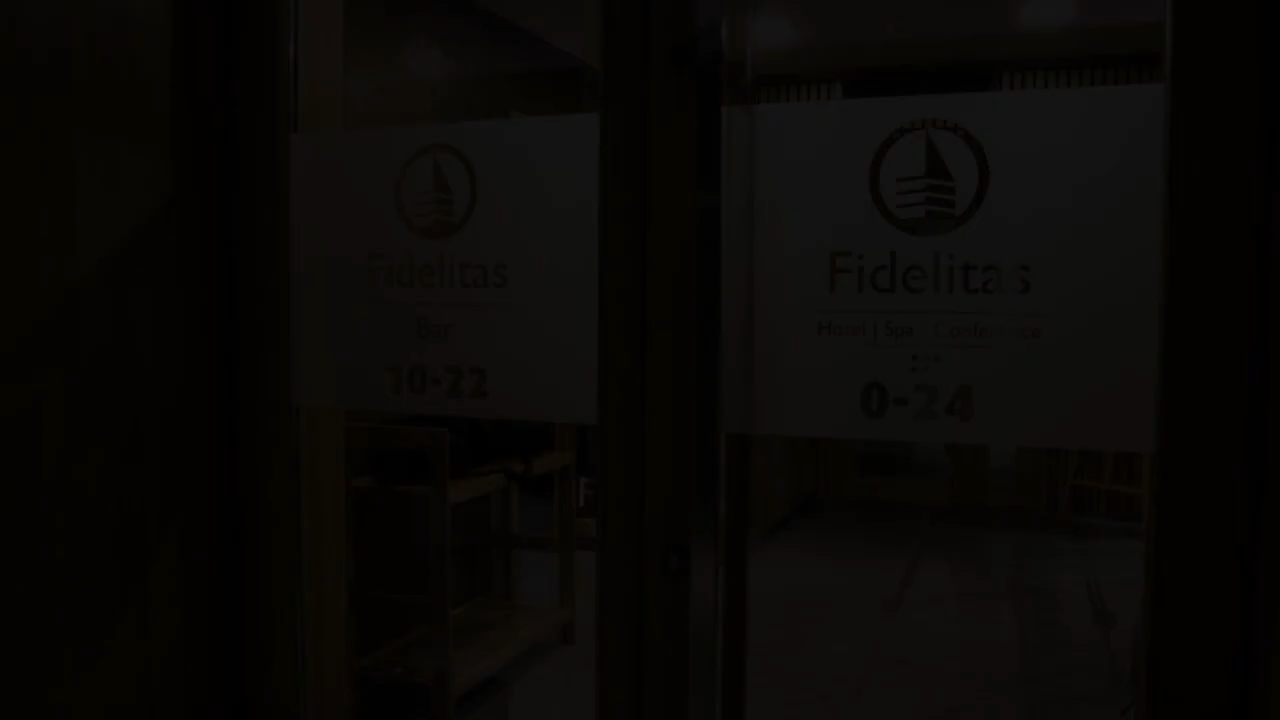 Fidelitas
Bar
10-22
Fidelitas
Hotel | Spa | Conference
0-24